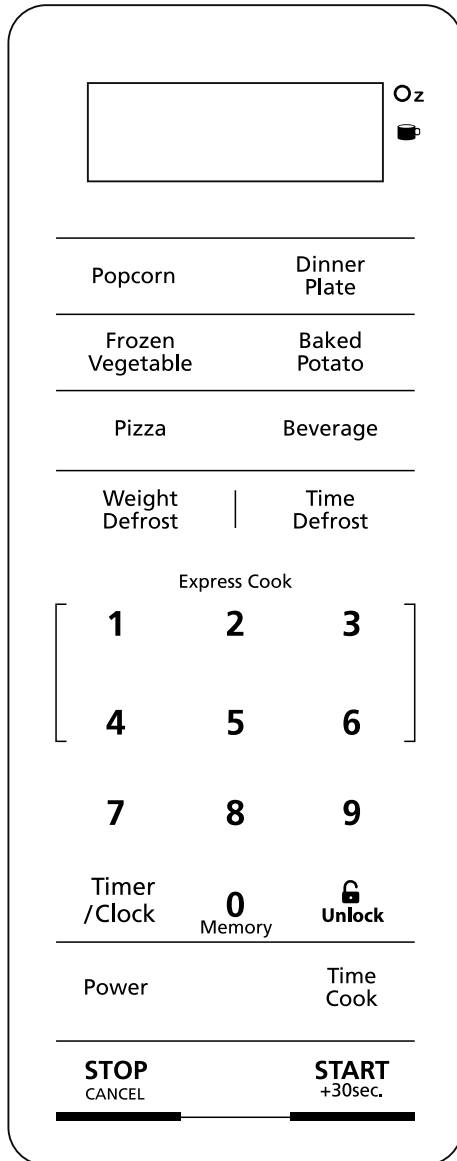 Oz
Popcorn
Dinner
Plate
Frozen
Vegetable
Baked
Potato
Pizza
Beverage
Weight
Defrost
Time
Defrost
Express Cook
1 2 3
4 5 6
7 8 9
Timer
/Clock
0
Memory
Unlock
Power
Time
Cook
STOP
CANCEL
START
+30sec.